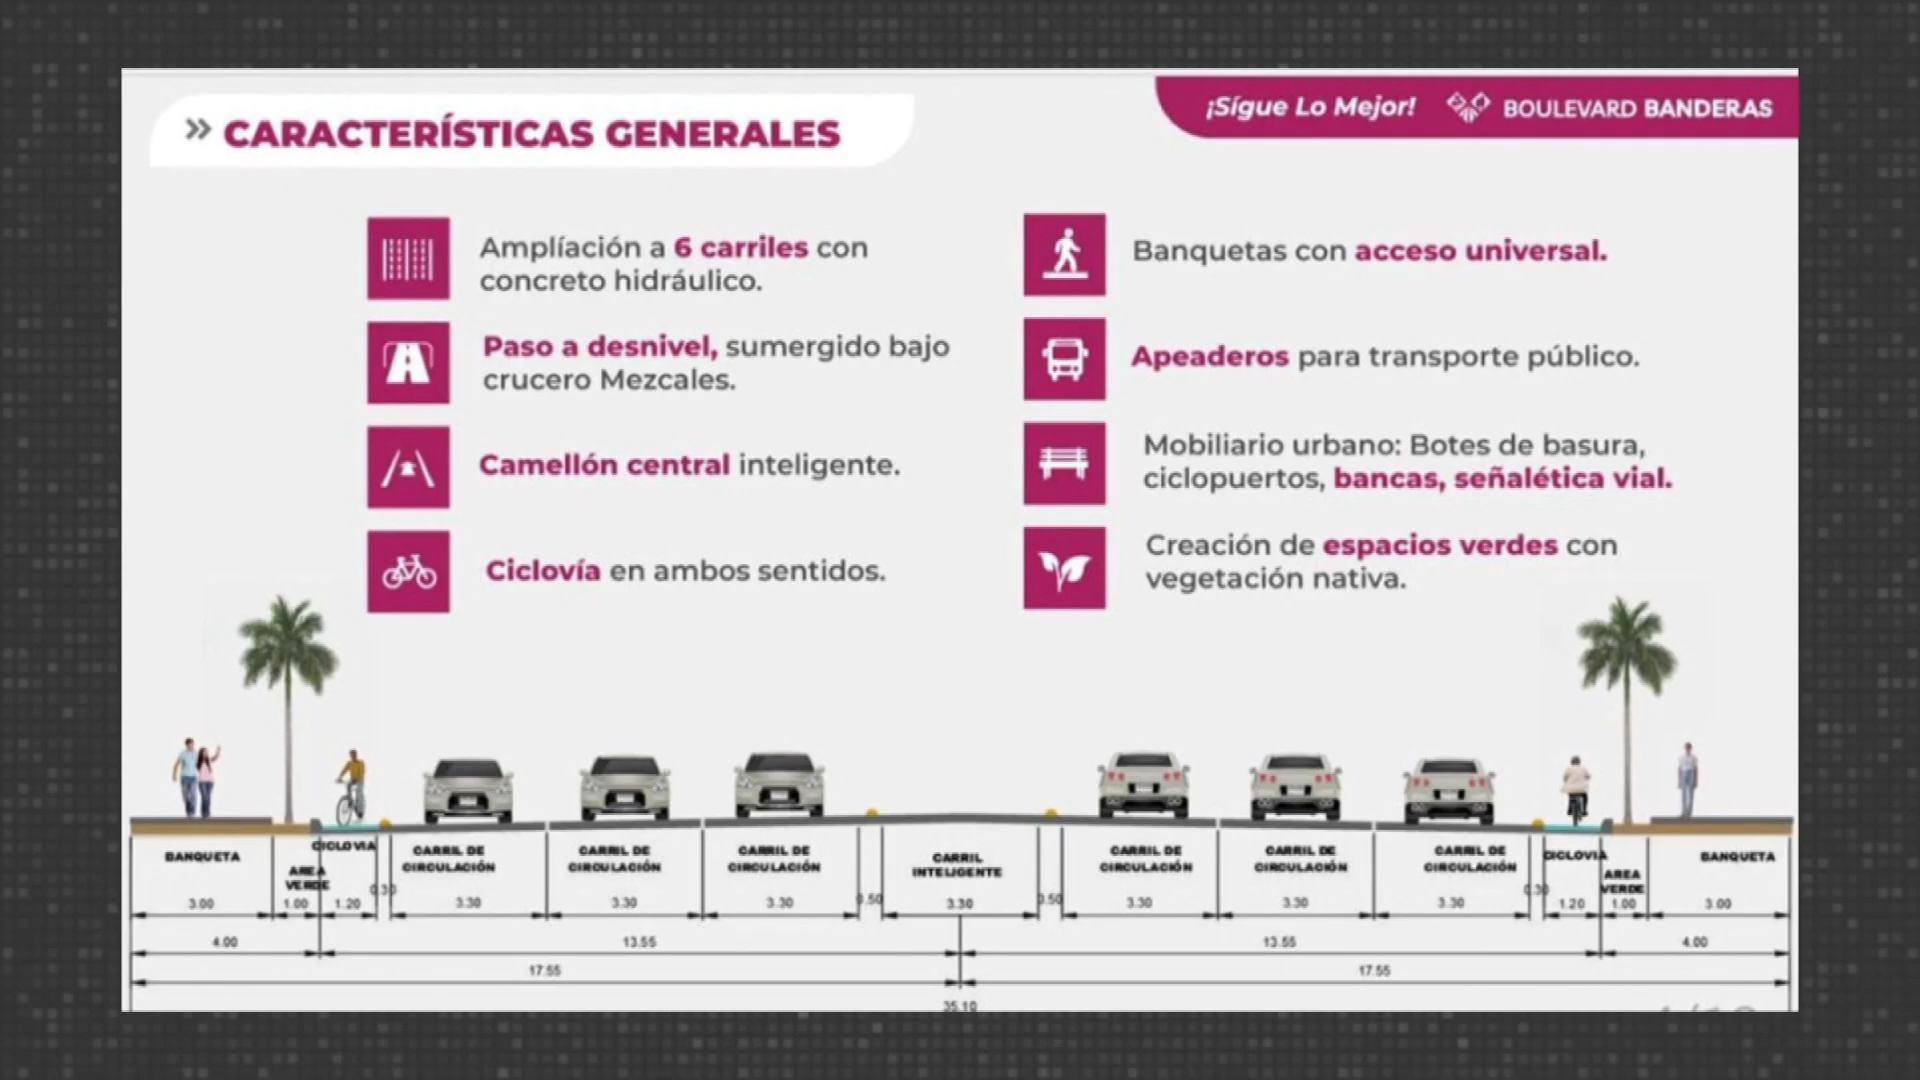 CARACTERÍSTICAS GENERALES
¡Sígue Lo Mejor! BOULEVARD BANDERAS
Amplíación a 6 carriles con
concreto hidráulico.
Paso a desnivel, sumergido bajo
crucero Mezcales.
Camellón central inteligente.
Ciclovía en ambos sentidos.
Banquetas con acceso universal.
Apeaderos para transporte público.
Mobiliario urbano: Botes de basura,
ciclopuertos, bancas, señalética vial.
Creación de espacios verdes con
vegetación nativa.
BANQUETA
AREA
VERDE
CICLOVIA
CARRIL DE
CIRCULACIÓN
CARRIL DE
CIRCULACIÓN
CARRIL DE
CIRCULACIÓN
CARRIL
INTELIGENTE
CARRIL DE
CIRCULACIÓN
CARRIL DE
CIRCULACIÓN
CARRIL DE
CIRCULACIÓN
CICLOVIA
AREA
VERDE
BANQUETA
3.00 1.00 1.20 0.30 3.30 3.30 3.30 0.50 3.30 0.50 3.30 3.30 3.30 0.30 1.20 1.00 3.00
4.00 13.55 13.55 4.00
17.55 17.55
35.10